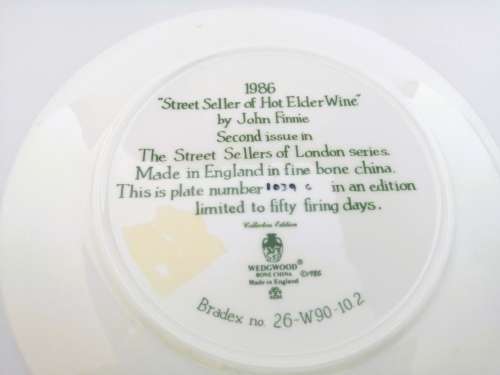 1986
"Street Seller of Hot Elder Wine"
by John Finnie
Second issue in
The Street Sellers of London series.
Made in England in fine bone china.
This is plate number 1039 C in an edition
limited to fifty firing days.
Collectors Edition
WEDGWOOD®
BONE CHINA ©1986
Made in England
Bradex no. 26-W90-10.2